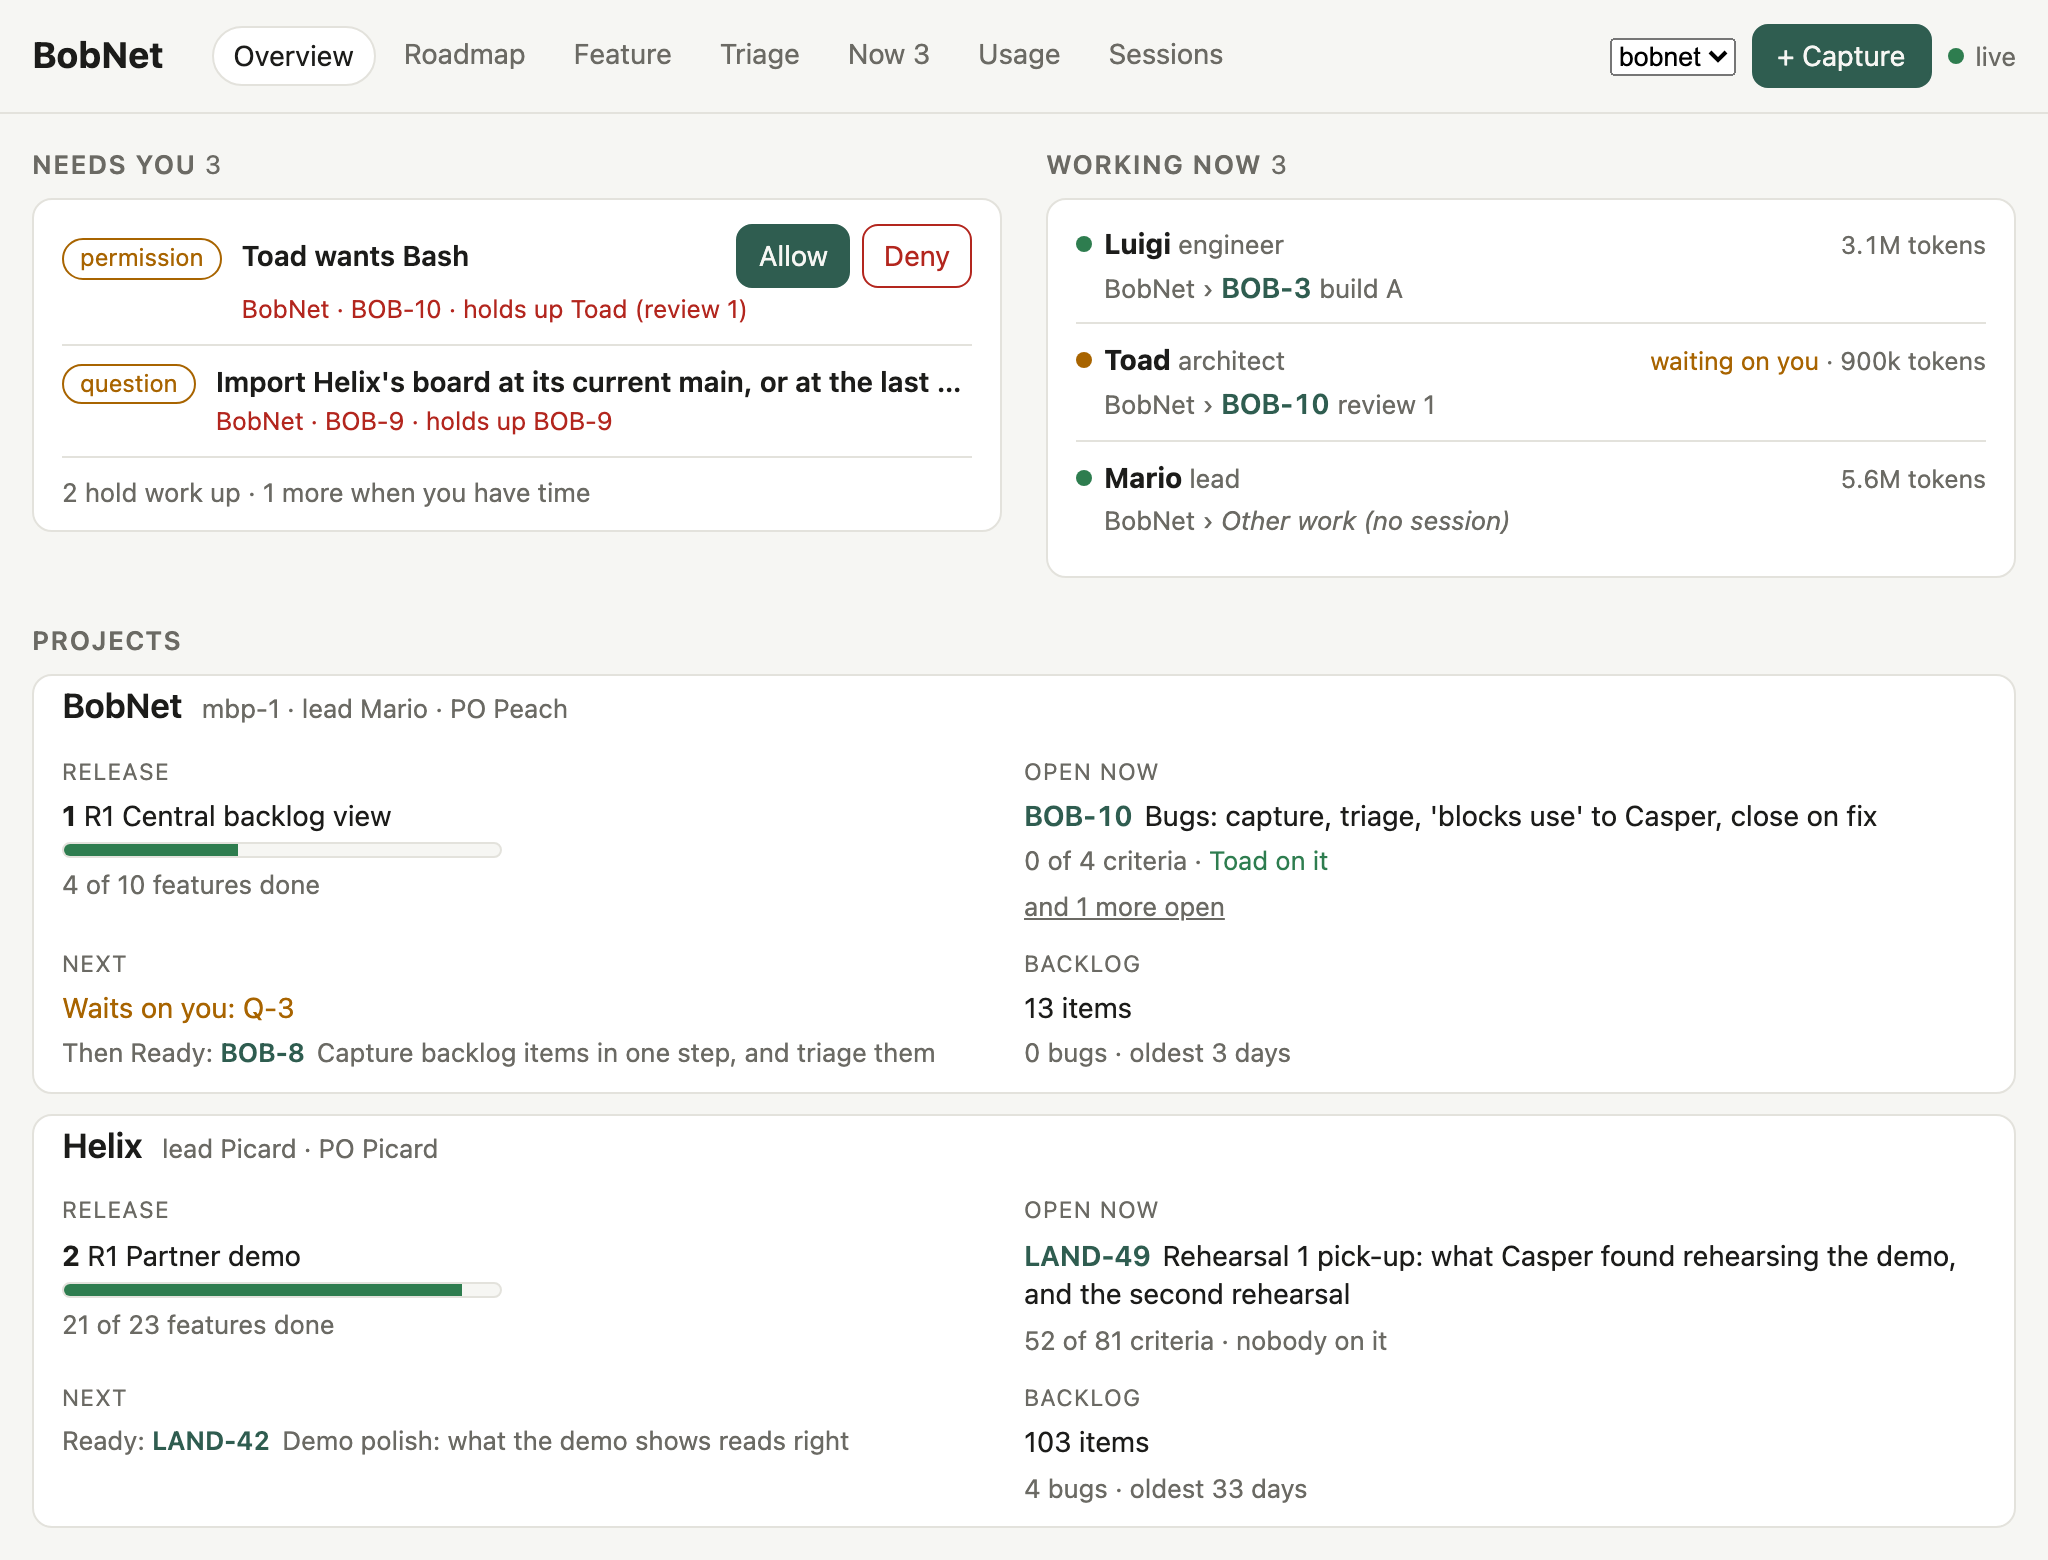 BobNet
Overview
Roadmap
Feature
Triage
Now 3
Usage
Sessions
bobnet
+ Capture
live
NEEDS YOU 3
permission
Toad wants Bash
Allow
Deny
BobNet · BOB-10 · holds up Toad (review 1)
question
Import Helix's board at its current main, or at the last ...
BobNet · BOB-9 · holds up BOB-9
2 hold work up · 1 more when you have time
WORKING NOW 3
Luigi engineer
3.1M tokens
BobNet › BOB-3 build A
Toad architect
waiting on you · 900k tokens
BobNet › BOB-10 review 1
Mario lead
5.6M tokens
BobNet › Other work (no session)
PROJECTS
BobNet mbp-1 · lead Mario · PO Peach
RELEASE
1 R1 Central backlog view
4 of 10 features done
OPEN NOW
BOB-10 Bugs: capture, triage, 'blocks use' to Casper, close on fix
0 of 4 criteria · Toad on it
and 1 more open
NEXT
Waits on you: Q-3
Then Ready: BOB-8 Capture backlog items in one step, and triage them
BACKLOG
13 items
0 bugs · oldest 3 days
Helix lead Picard · PO Picard
RELEASE
2 R1 Partner demo
21 of 23 features done
OPEN NOW
LAND-49 Rehearsal 1 pick-up: what Casper found rehearsing the demo,
and the second rehearsal
52 of 81 criteria · nobody on it
NEXT
Ready: LAND-42 Demo polish: what the demo shows reads right
BACKLOG
103 items
4 bugs · oldest 33 days